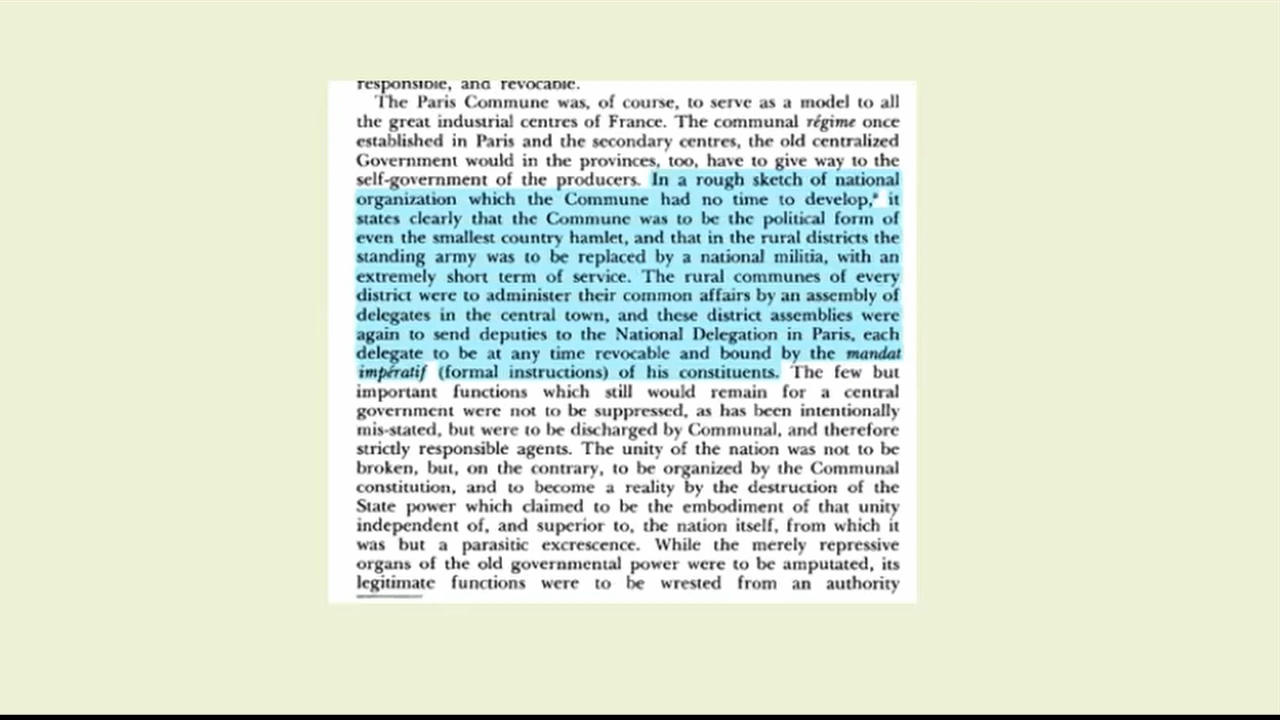 responsible, and revocable.
The Paris Commune was, of course, to serve as a model to all
the great industrial centres of France. The communal régime once
established in Paris and the secondary centres, the old centralized
Government would in the provinces, too, have to give way to the
self-government of the producers. In a rough sketch of national
organization which the Commune had no time to develop,* it
states clearly that the Commune was to be the political form of
even the smallest country hamlet, and that in the rural districts the
standing army was to be replaced by a national militia, with an
extremely short term of service. The rural communes of every
district were to administer their common affairs by an assembly of
delegates in the central town, and these district assemblies were
again to send deputies to the National Delegation in Paris, each
delegate to be at any time revocable and bound by the mandat
impératif (formal instructions) of his constituents. The few but
important functions which still would remain for a central
government were not to be suppressed, as has been intentionally
mis-stated, but were to be discharged by Communal, and therefore
strictly responsible agents. The unity of the nation was not to be
broken, but, on the contrary, to be organized by the Communal
constitution, and to become a reality by the destruction of the
State power which claimed to be the embodiment of that unity
independent of, and superior to, the nation itself, from which it
was but a parasitic excrescence. While the merely repressive
organs of the old governmental power were to be amputated, its
legitimate functions were to be wrested from an authority